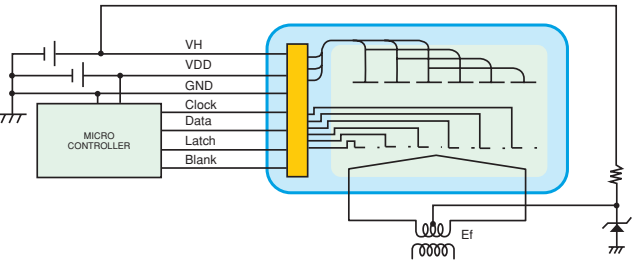 VH
VDD
GND
Clock
Data
Latch
Blank
MICRO
CONTROLLER
Ef